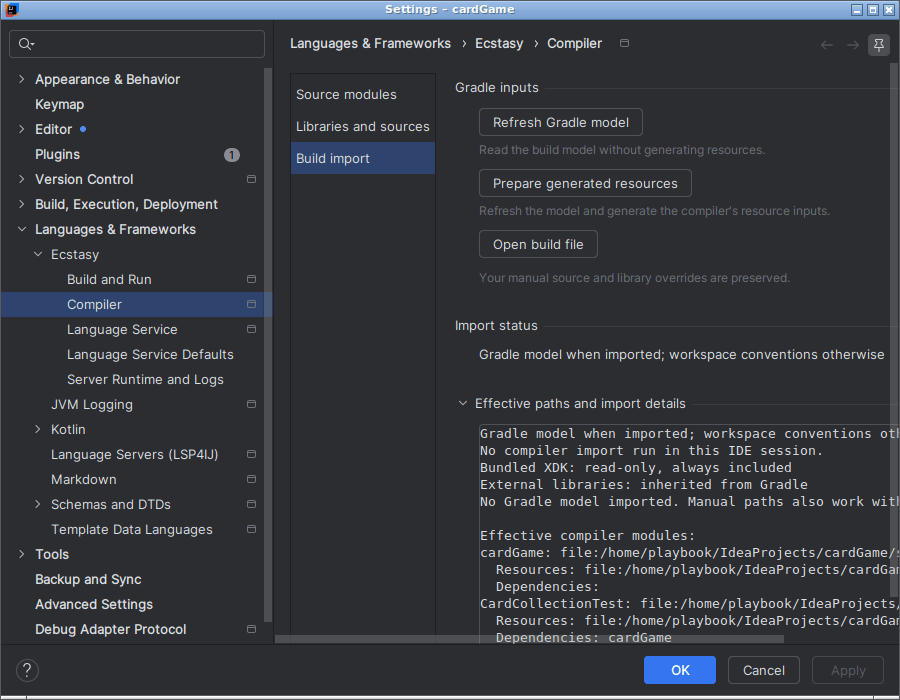 Settings – cardGame
Languages & Frameworks › Ecstasy › Compiler
Appearance & Behavior
Keymap
Editor
Plugins 1
Version Control
Build, Execution, Deployment
Languages & Frameworks
Ecstasy
Build and Run
Compiler
Language Service
Language Service Defaults
Server Runtime and Logs
JVM Logging
Kotlin
Language Servers (LSP4IJ)
Markdown
Schemas and DTDs
Template Data Languages
Tools
Backup and Sync
Advanced Settings
Debug Adapter Protocol
Source modules
Libraries and sources
Build import
Gradle inputs
Refresh Gradle model
Read the build model without generating resources.
Prepare generated resources
Refresh the model and generate the compiler's resource inputs.
Open build file
Your manual source and library overrides are preserved.
Import status
Gradle model when imported; workspace conventions otherwise
Effective paths and import details
Gradle model when imported; workspace conventions oth
No compiler import run in this IDE session.
Bundled XDK: read-only, always included
External libraries: inherited from Gradle
No Gradle model imported. Manual paths also work with
Effective compiler modules:
cardGame: file:/home/playbook/IdeaProjects/cardGame/s
Resources: file:/home/playbook/IdeaProjects/cardGam
Dependencies:
CardCollectionTest: file:/home/playbook/IdeaProjects/
Resources: file:/home/playbook/IdeaProjects/cardGam
Dependencies: cardGame
?
OK
Cancel
Apply